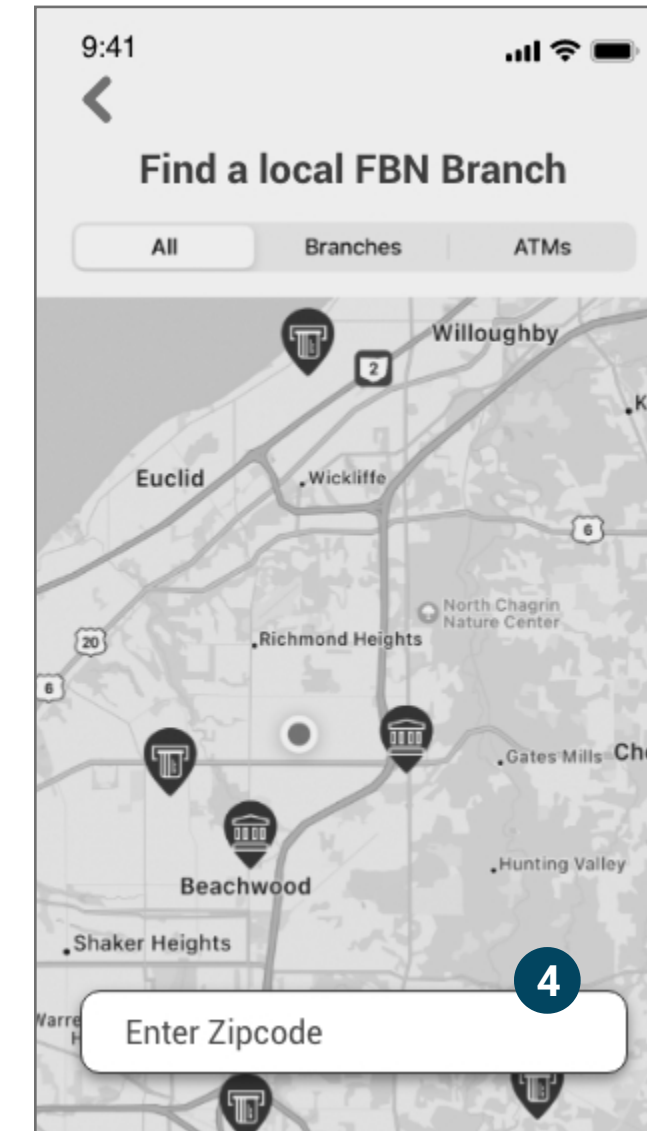 9:41
Find a local FBN Branch
All Branches ATMs
Willoughby
2
.K
Euclid
.Wickliffe
6
North Chagrin
Nature Center
20
.Richmond Heights
6
.Gates Mills
.Hunting Valley
Beachwood
.Shaker Heights
4
Enter Zipcode